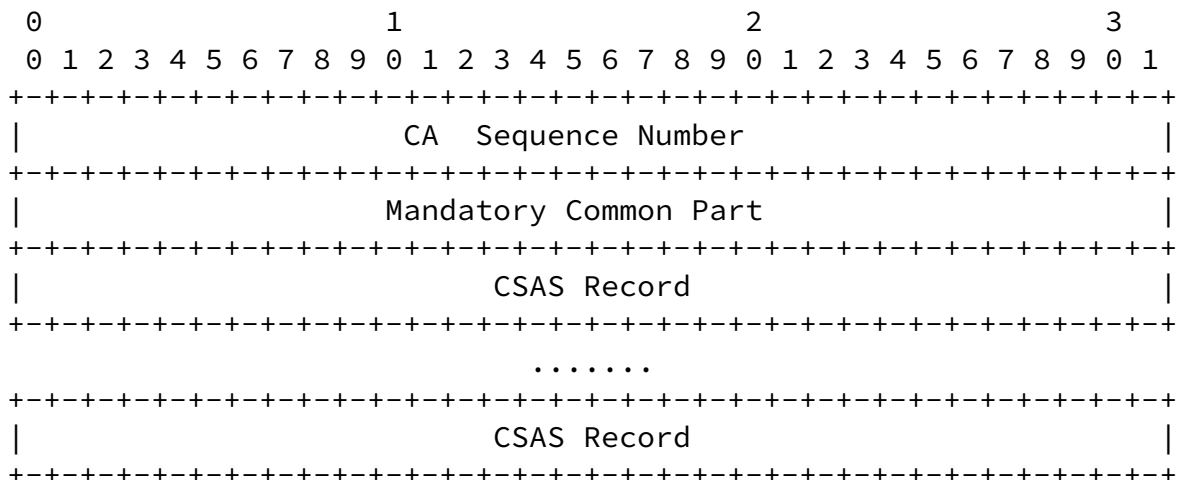 0                   1                   2                   3
 0 1 2 3 4 5 6 7 8 9 0 1 2 3 4 5 6 7 8 9 0 1 2 3 4 5 6 7 8 9 0 1
+-+-+-+-+-+-+-+-+-+-+-+-+-+-+-+-+-+-+-+-+-+-+-+-+-+-+-+-+-+-+-+-+
|                     CA  Sequence Number                       |
+-+-+-+-+-+-+-+-+-+-+-+-+-+-+-+-+-+-+-+-+-+-+-+-+-+-+-+-+-+-+-+-+
|                    Mandatory Common Part                      |
+-+-+-+-+-+-+-+-+-+-+-+-+-+-+-+-+-+-+-+-+-+-+-+-+-+-+-+-+-+-+-+-+
|                          CSAS Record                          |
+-+-+-+-+-+-+-+-+-+-+-+-+-+-+-+-+-+-+-+-+-+-+-+-+-+-+-+-+-+-+-+-+
                             .......
+-+-+-+-+-+-+-+-+-+-+-+-+-+-+-+-+-+-+-+-+-+-+-+-+-+-+-+-+-+-+-+-+
|                          CSAS Record                          |
+-+-+-+-+-+-+-+-+-+-+-+-+-+-+-+-+-+-+-+-+-+-+-+-+-+-+-+-+-+-+-+-+